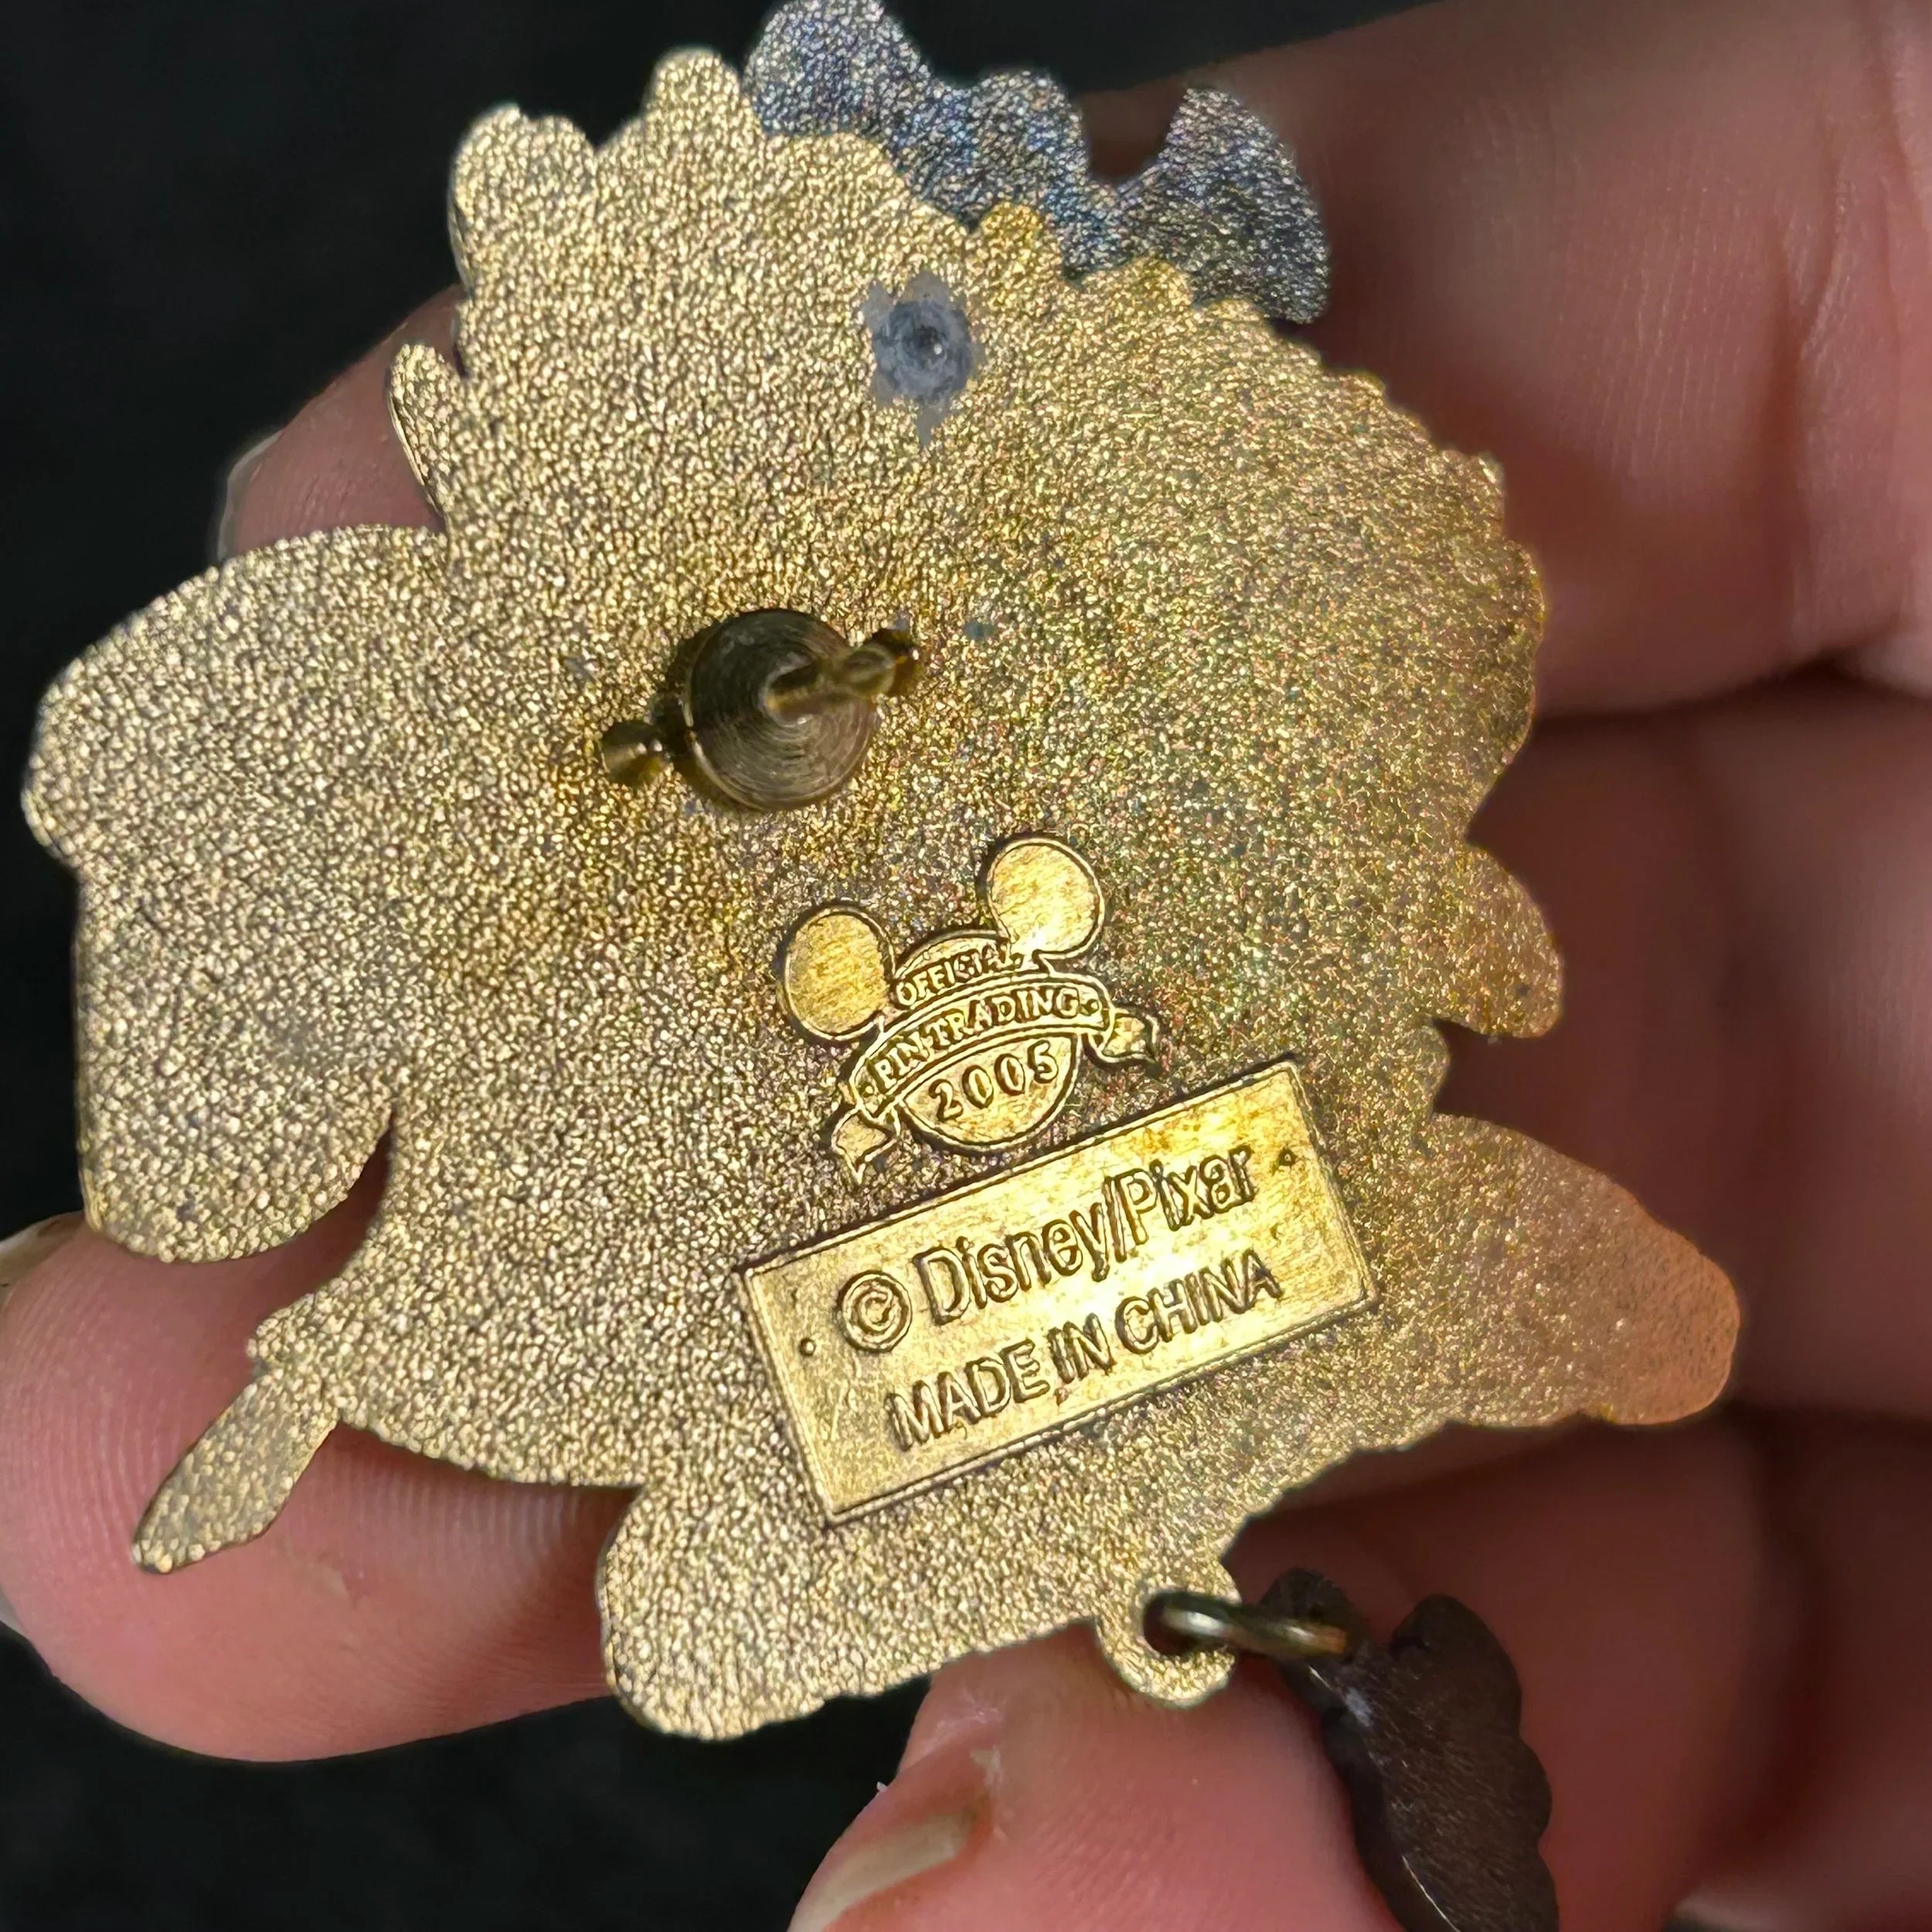 OFFICIAL
·PIN TRADING·
2005
· © Disney/Pixar ·
MADE IN CHINA